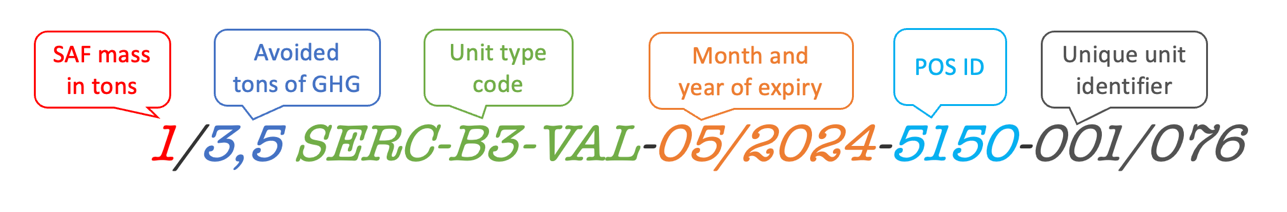 SAF mass
in tons
Avoided
tons of GHG
Unit type
code
Month and
year of expiry
POS ID
Unique unit
identifier
1/3,5 SERC-B3-VAL-05/2024-5150-001/076